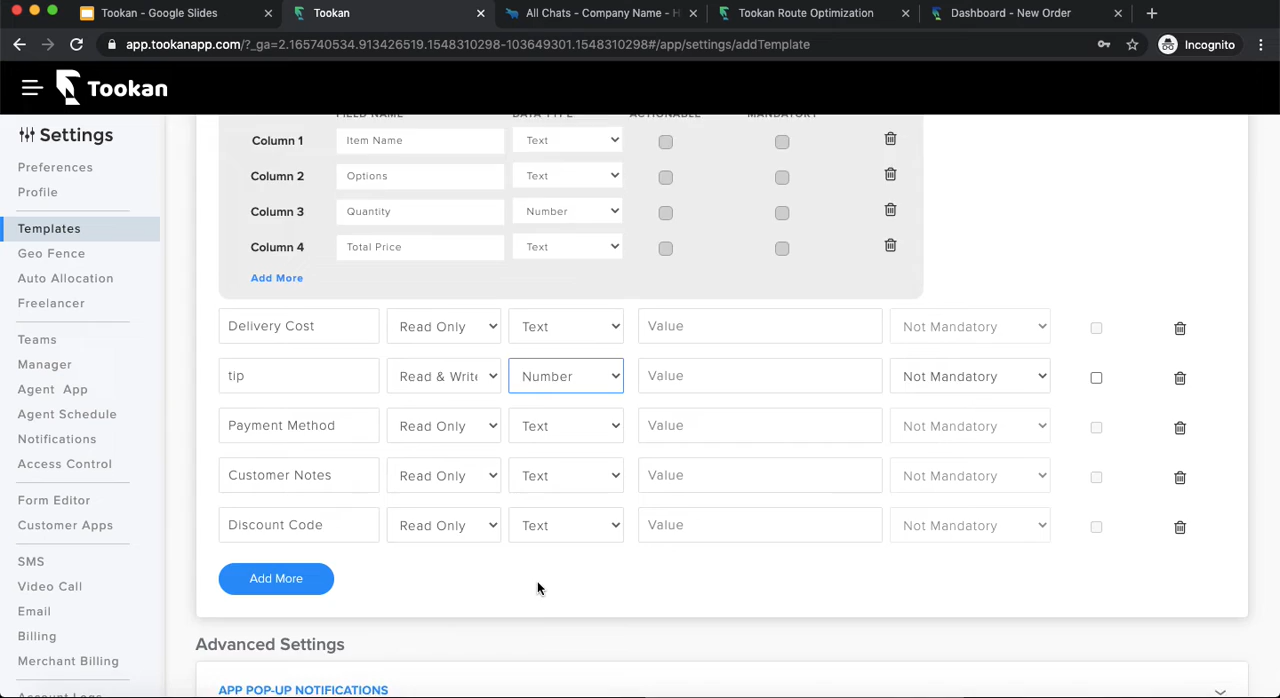 Tookan - Google Slides
Tookan
All Chats - Company Name - H
Tookan Route Optimization
Dashboard - New Order
app.tookanapp.com/?_ga=2.165740534.913426519.1548310298-103649301.1548310298#/app/settings/addTemplate
Incognito
Tookan
Settings
Preferences
Profile
Templates
Geo Fence
Auto Allocation
Freelancer
Teams
Manager
Agent App
Agent Schedule
Notifications
Access Control
Form Editor
Customer Apps
SMS
Video Call
Email
Billing
Merchant Billing
Account Logs
FIELD NAME DATA TYPE ACTIONABLE MANDATORY
Column 1 Item Name Text
Column 2 Options Text
Column 3 Quantity Number
Column 4 Total Price Text
Add More
Delivery Cost Read Only Text Value Not Mandatory
tip Read & Write Number Value Not Mandatory
Payment Method Read Only Text Value Not Mandatory
Customer Notes Read Only Text Value Not Mandatory
Discount Code Read Only Text Value Not Mandatory
Add More
Advanced Settings
APP POP-UP NOTIFICATIONS